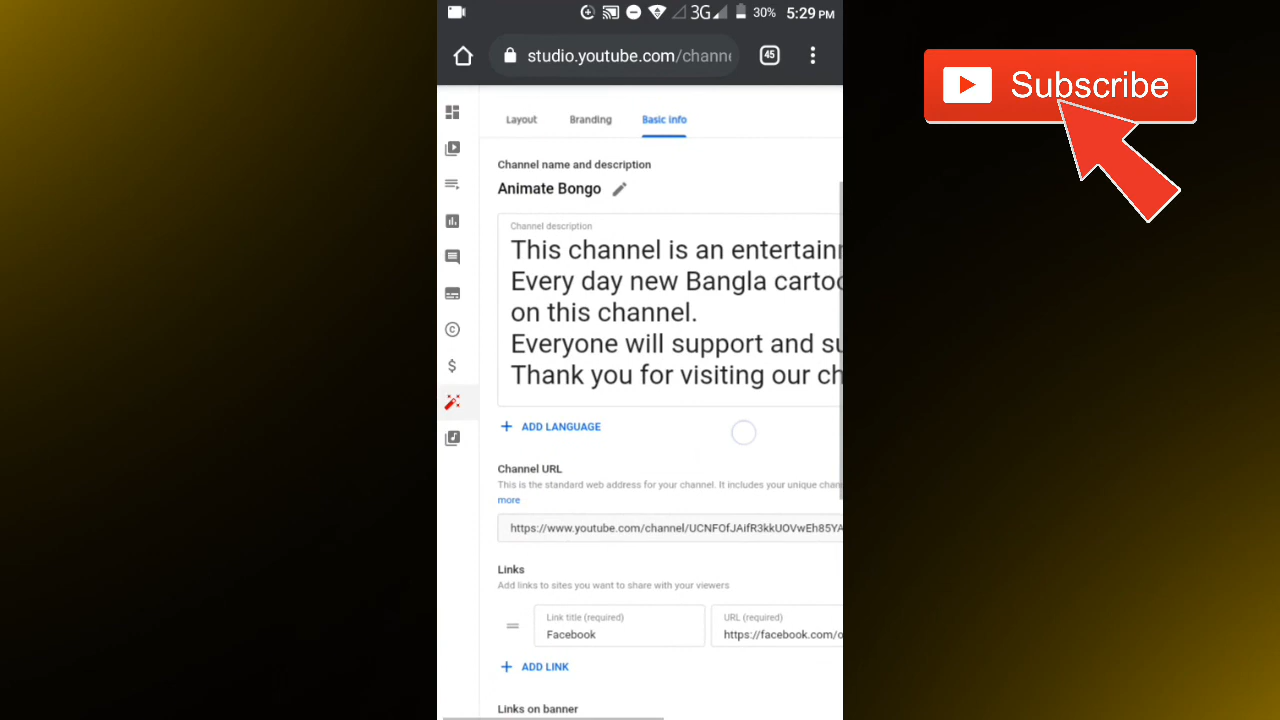 3G 30% 5:29 PM
studio.youtube.com/chann
45
Subscribe
Layout Branding Basic info
Channel name and description
Animate Bongo
Channel description
This channel is an entertain
Every day new Bangla carto
on this channel.
Everyone will support and su
Thank you for visiting our ch
+ ADD LANGUAGE
Channel URL
This is the standard web address for your channel. It includes your unique chan
more
https://www.youtube.com/channel/UCNFOfJAifR3kkUOVwEh85YA
Links
Add links to sites you want to share with your viewers
Link title (required) URL (required)
Facebook https://facebook.com/o
+ ADD LINK
Links on banner